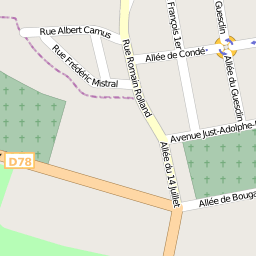 Rue Albert Camus
Rue Frédéric Mistral
Rue Romain Rolland
Allée de Condé
François 1er
Guesclin
Allée du Guesclin
Avenue Just-Adolphe-
Allée du 14 Juillet
Allée de Bouga
D78